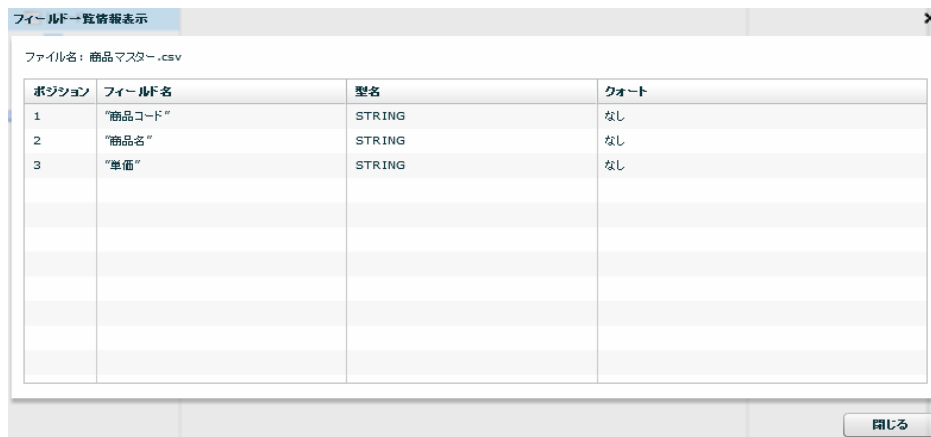 フィールド一覧情報表示
ファイル名: 商品マスター.csv
ポジション フィールド名 型名 クォート
1 "商品コード" STRING なし
2 "商品名" STRING なし
3 "単価" STRING なし
閉じる